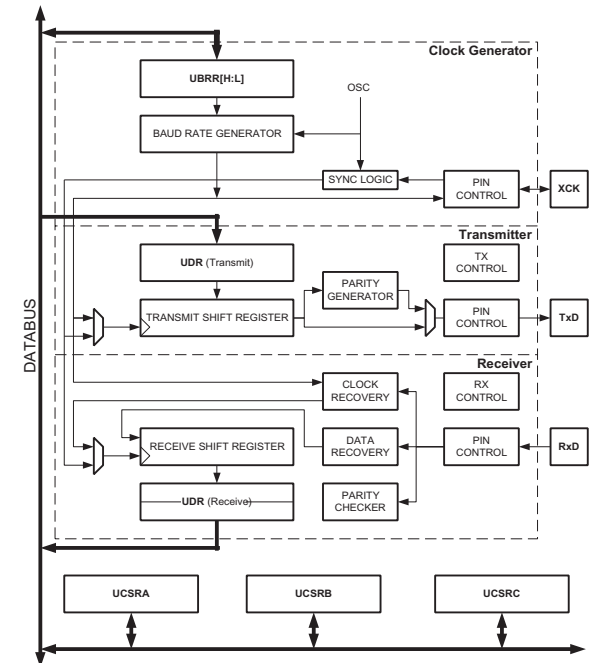 Clock Generator
UBRR[H:L]
OSC
BAUD RATE GENERATOR
SYNC LOGIC
PIN
CONTROL
XCK
Transmitter
TX
CONTROL
UDR (Transmit)
PARITY
GENERATOR
TRANSMIT SHIFT REGISTER
PIN
CONTROL
TxD
DATABUS
Receiver
CLOCK
RECOVERY
RX
CONTROL
RECEIVE SHIFT REGISTER
DATA
RECOVERY
PIN
CONTROL
RxD
UDR (Receive)
PARITY
CHECKER
UCSRA
UCSRB
UCSRC